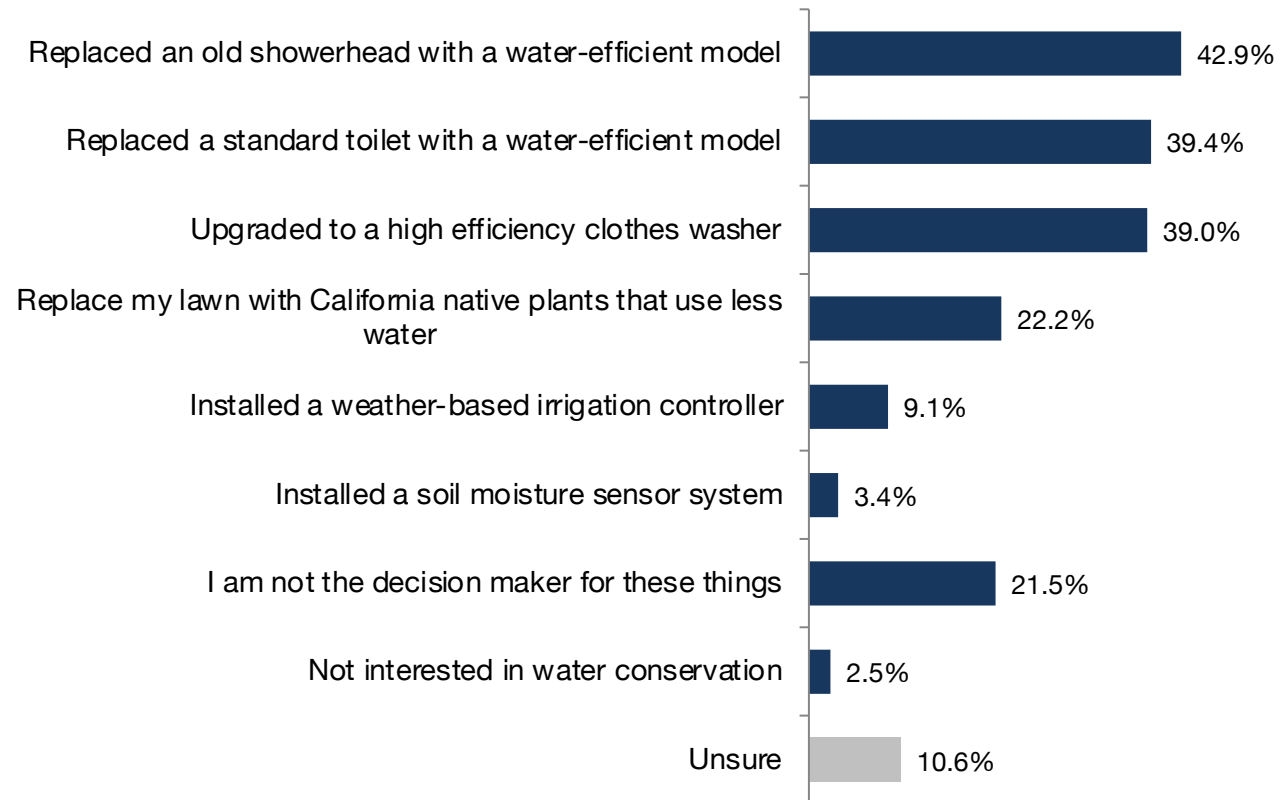 Replaced an old showerhead with a water-efficient model
42.9%
Replaced a standard toilet with a water-efficient model
39.4%
Upgraded to a high efficiency clothes washer
39.0%
Replace my lawn with California native plants that use less
water
22.2%
Installed a weather-based irrigation controller
9.1%
Installed a soil moisture sensor system
3.4%
I am not the decision maker for these things
21.5%
Not interested in water conservation
2.5%
Unsure
10.6%